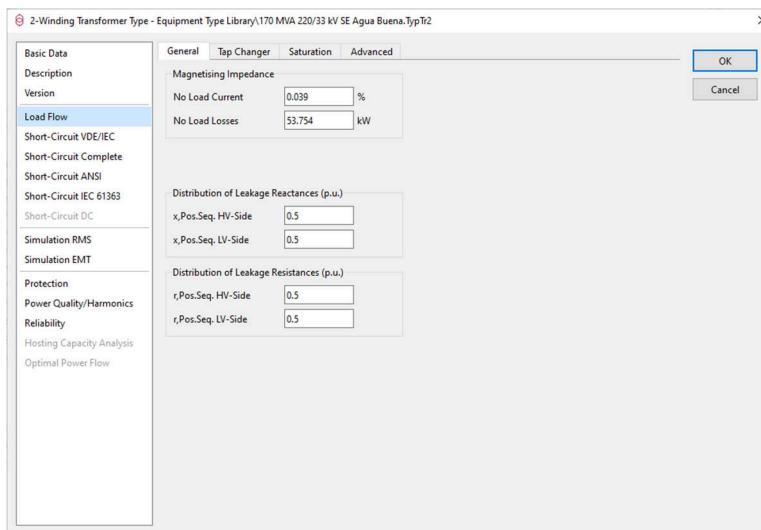 2-Winding Transformer Type - Equipment Type Library\170 MVA 220/33 kV SE Agua Buena.TypTr2
Basic Data
Description
Version
Load Flow
Short-Circuit VDE/IEC
Short-Circuit Complete
Short-Circuit ANSI
Short-Circuit IEC 61363
Short-Circuit DC
Simulation RMS
Simulation EMT
Protection
Power Quality/Harmonics
Reliability
Hosting Capacity Analysis
Optimal Power Flow
General Tap Changer Saturation Advanced
Magnetising Impedance
No Load Current 0.039 %
No Load Losses 53.754 kW
Distribution of Leakage Reactances (p.u.)
x,Pos.Seq. HV-Side 0.5
x,Pos.Seq. LV-Side 0.5
Distribution of Leakage Resistances (p.u.)
r,Pos.Seq. HV-Side 0.5
r,Pos.Seq. LV-Side 0.5
OK
Cancel